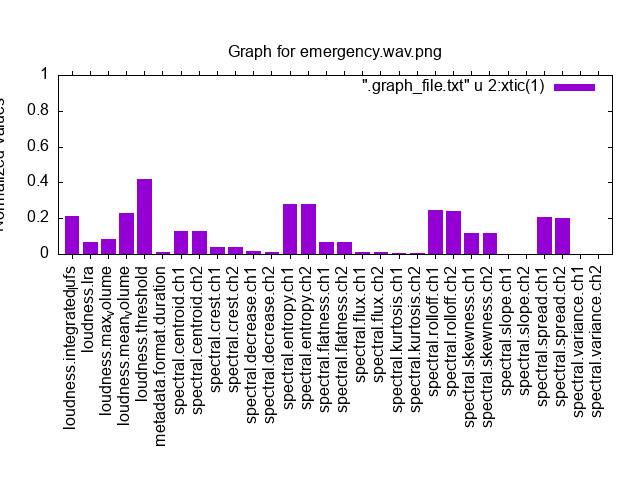 Graph for emergency.wav.png
".graph_file.txt" u 2:xtic(1)
Normalized Values
1
0.8
0.6
0.4
0.2
0
loudness.integratedlufs
loudness.lra
loudness.maxvolume
loudness.meanvolume
loudness.threshold
metadata.format.duration
spectral.centroid.ch1
spectral.centroid.ch2
spectral.crest.ch1
spectral.crest.ch2
spectral.decrease.ch1
spectral.decrease.ch2
spectral.entropy.ch1
spectral.entropy.ch2
spectral.flatness.ch1
spectral.flatness.ch2
spectral.flux.ch1
spectral.flux.ch2
spectral.kurtosis.ch1
spectral.kurtosis.ch2
spectral.rolloff.ch1
spectral.rolloff.ch2
spectral.skewness.ch1
spectral.skewness.ch2
spectral.slope.ch1
spectral.slope.ch2
spectral.spread.ch1
spectral.spread.ch2
spectral.variance.ch1
spectral.variance.ch2